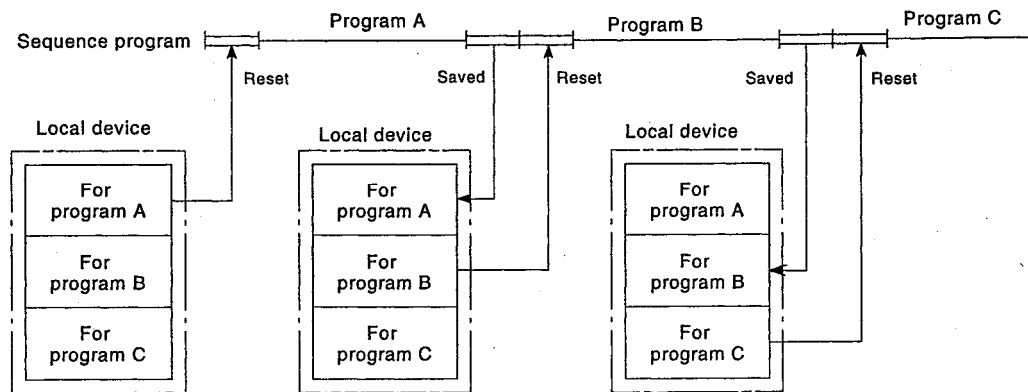 Program A
Program B
Program C
Sequence program
Reset
Saved
Reset
Saved
Reset
Local device
Local device
Local device
For
program A
For
program B
For
program C
For
program A
For
program B
For
program C
For
program A
For
program B
For
program C